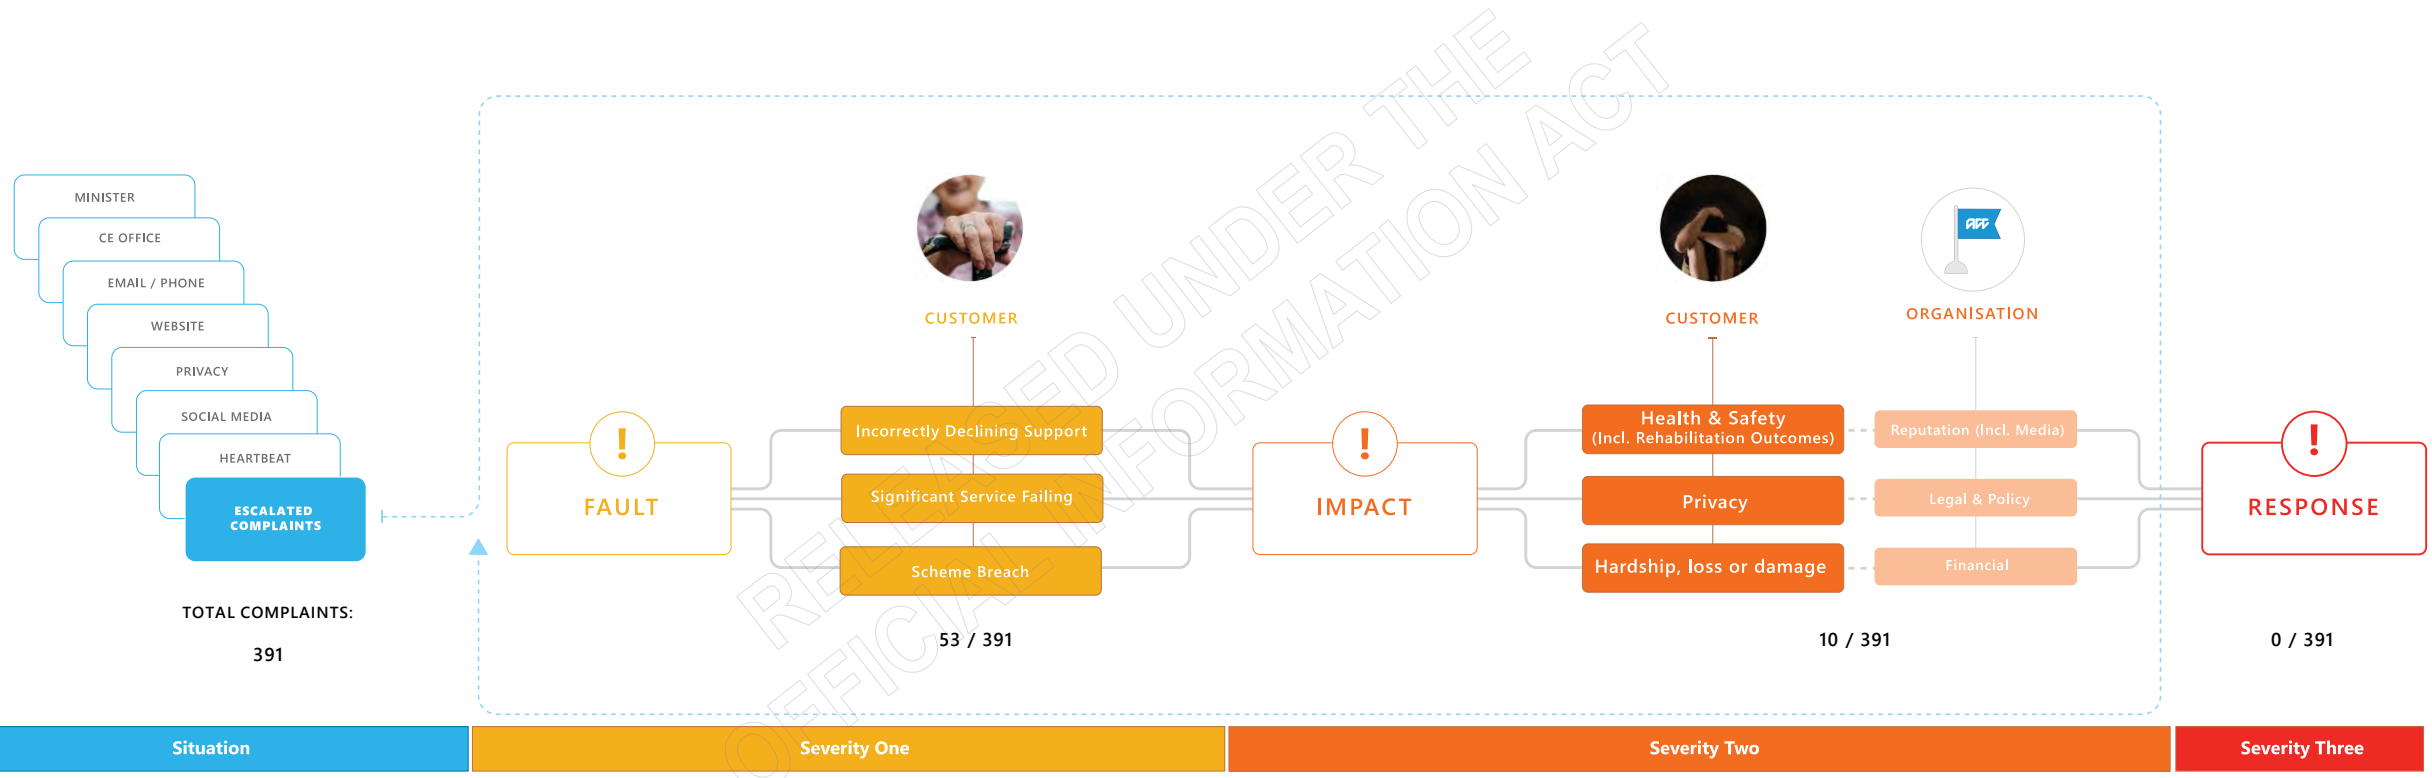 MINISTER
CE OFFICE
EMAIL / PHONE
WEBSITE
PRIVACY
SOCIAL MEDIA
HEARTBEAT
ESCALATED
COMPLAINTS
TOTAL COMPLAINTS:
391
FAULT
CUSTOMER
Incorrectly Declining Support
Significant Service Failing
Scheme Breach
53 / 391
IMPACT
CUSTOMER
Health & Safety
(Incl. Rehabilitation Outcomes)
Privacy
Hardship, loss or damage
ORGANISATION
Reputation (Incl. Media)
Legal & Policy
Financial
10 / 391
RESPONSE
0 / 391
Situation
Severity One
Severity Two
Severity Three
RELEASED UNDER THE
OFFICIAL INFORMATION ACT